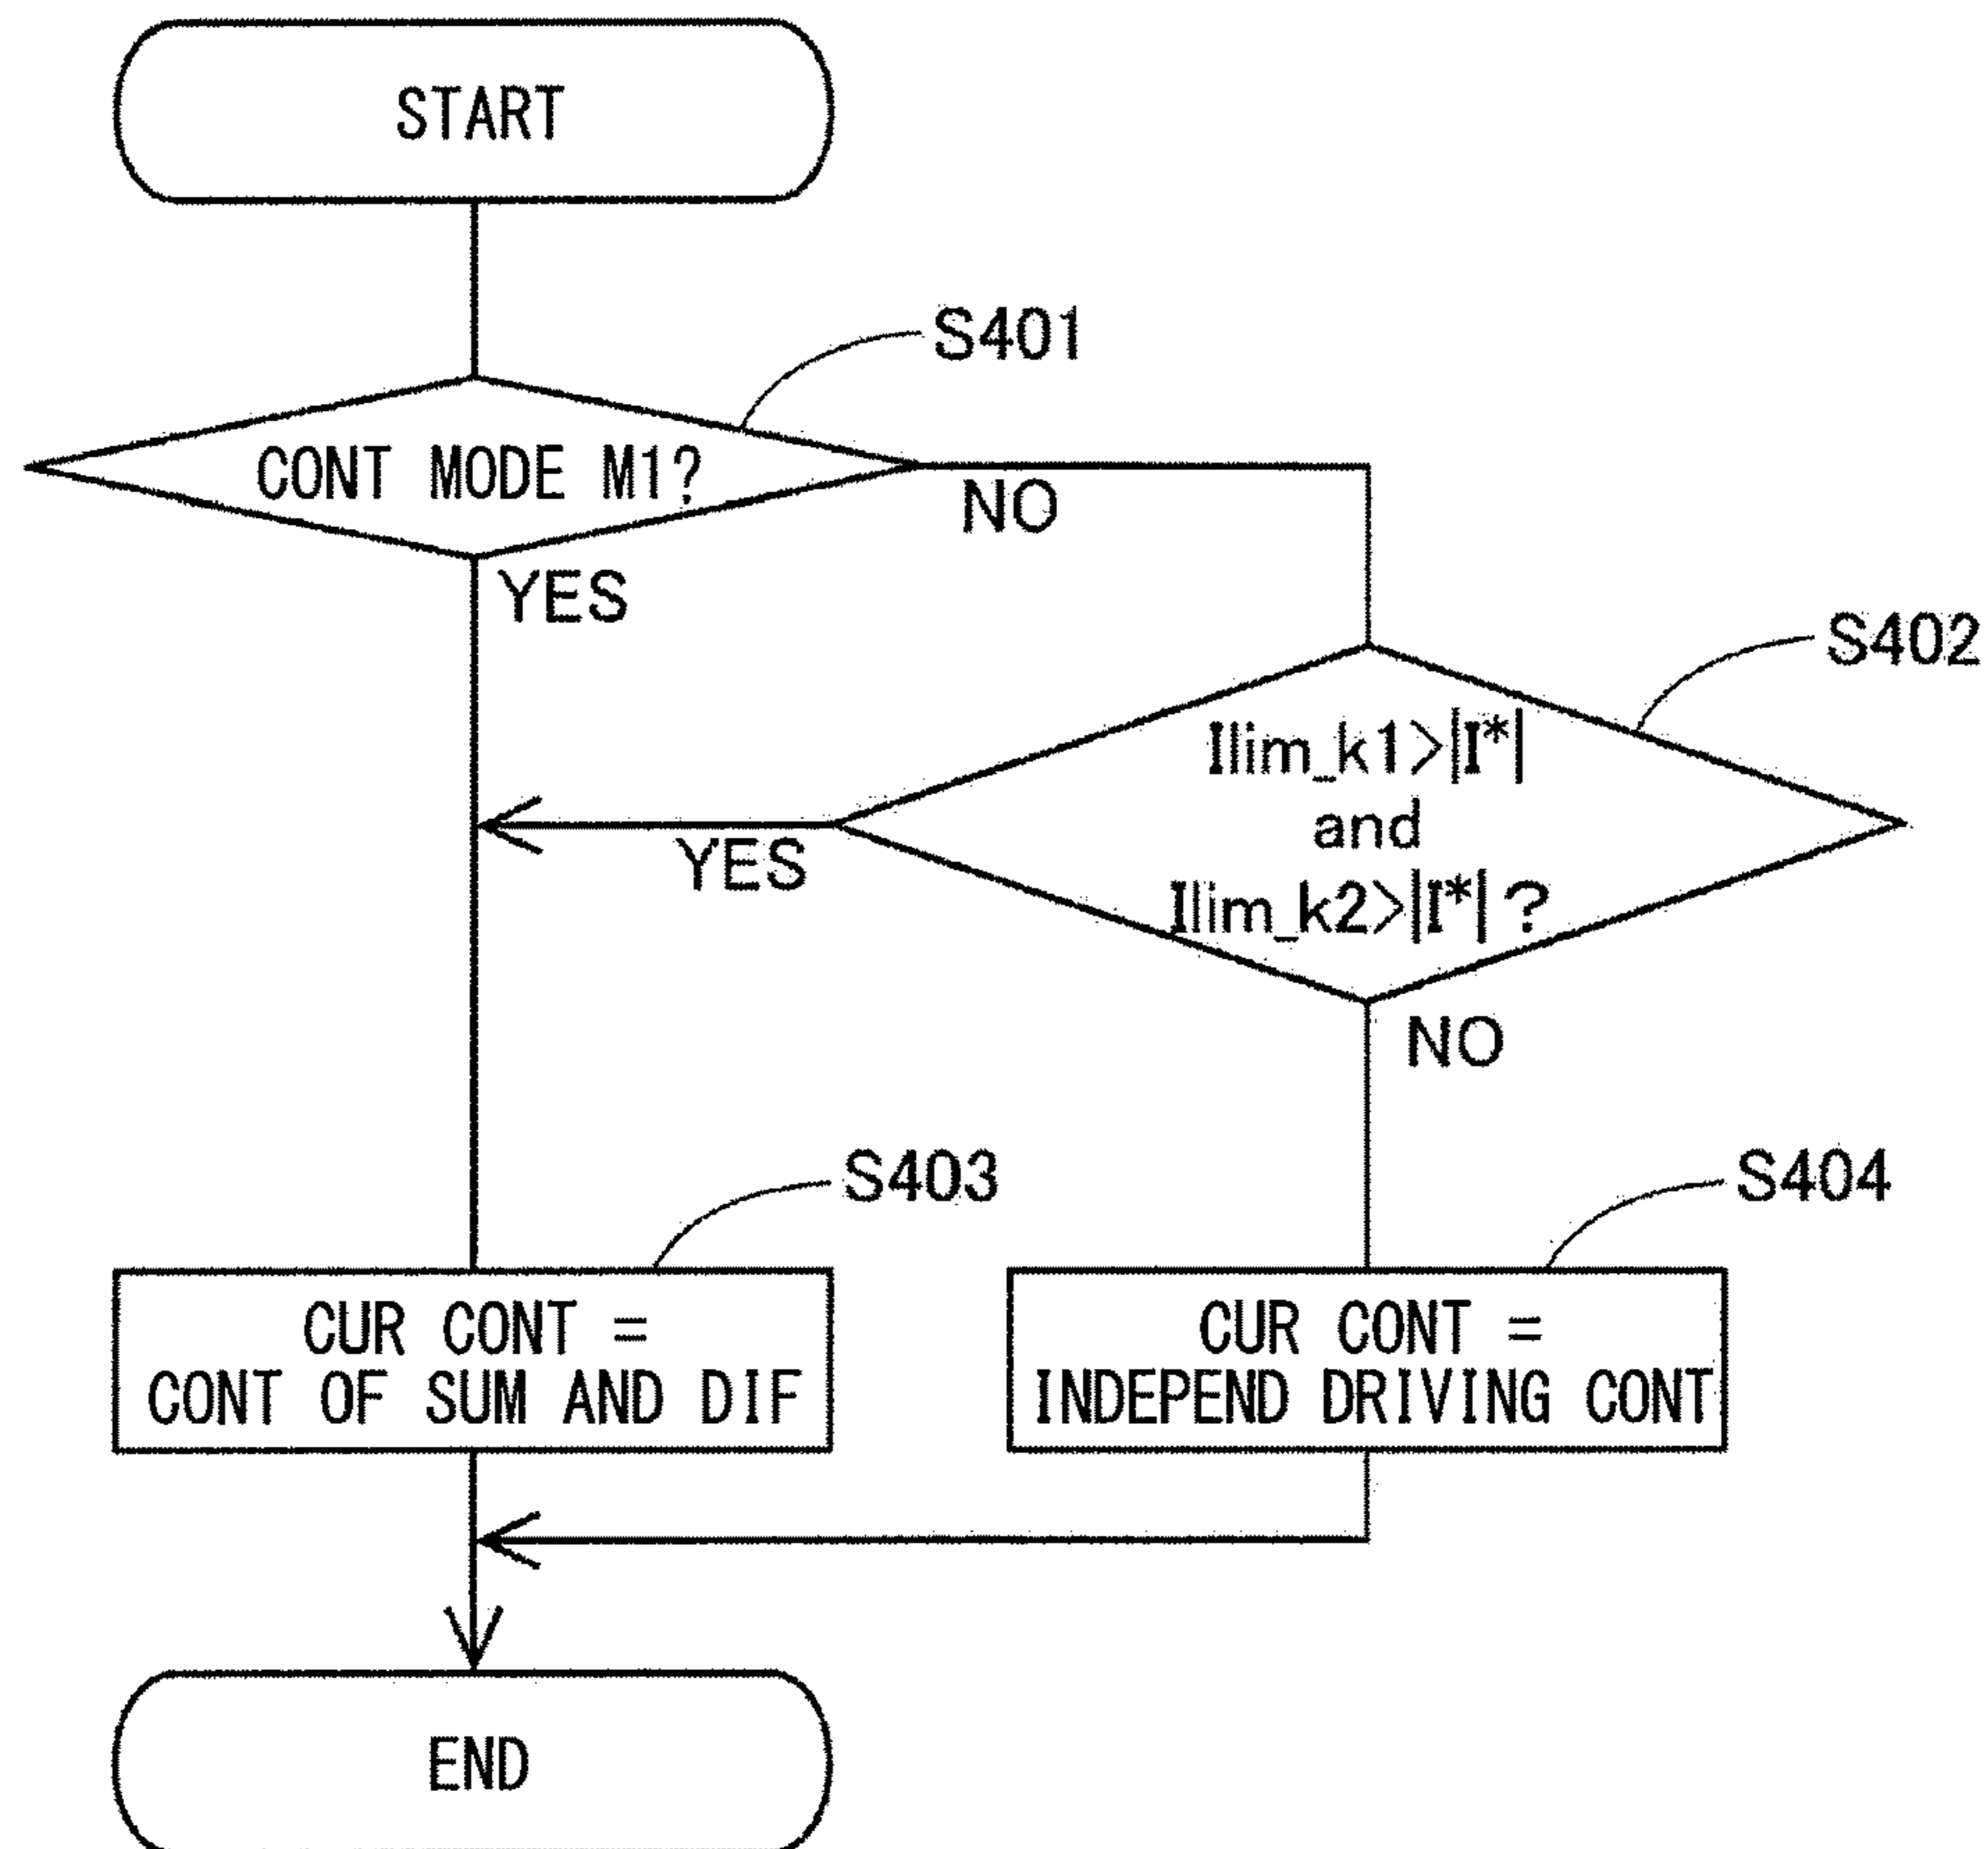 START
S401
CONT MODE M1?
NO
YES
S402
Ilim_k1>|I*|
and
Ilim_k2>|I*| ?
YES
NO
S403
S404
CUR CONT =
CONT OF SUM AND DIF
CUR CONT =
INDEPEND DRIVING CONT
END